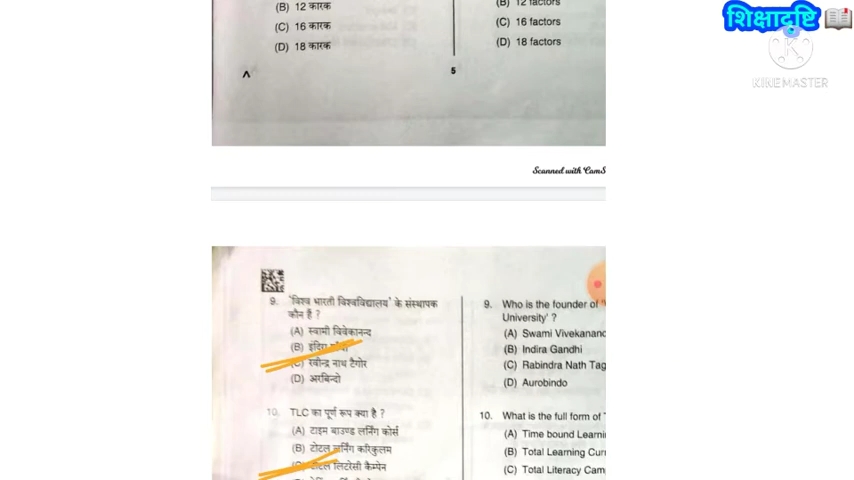 शिक्षादृष्टि
KINEMASTER
(B) 12 कारक
(C) 16 कारक
(D) 18 कारक
(B) 12 factors
(C) 16 factors
(D) 18 factors
5
Scanned with CamS
9. 'विश्व भारती विश्वविद्यालय' के संस्थापक
कौन हैं ?
(A) स्वामी विवेकानन्द
(B) इंदिरा गाँधी
(C) रवीन्द्र नाथ टैगोर
(D) अरबिन्दो
10. TLC का पूर्ण रूप क्या है ?
(A) टाइम बाउण्ड लर्निंग कोर्स
(B) टोटल लर्निंग करिकुलम
(C) टोटल लिटरेसी कैम्पेन
9. Who is the founder of
University' ?
(A) Swami Vivekanand
(B) Indira Gandhi
(C) Rabindra Nath Tag
(D) Aurobindo
10. What is the full form of
(A) Time bound Learni
(B) Total Learning Curr
(C) Total Literacy Cam